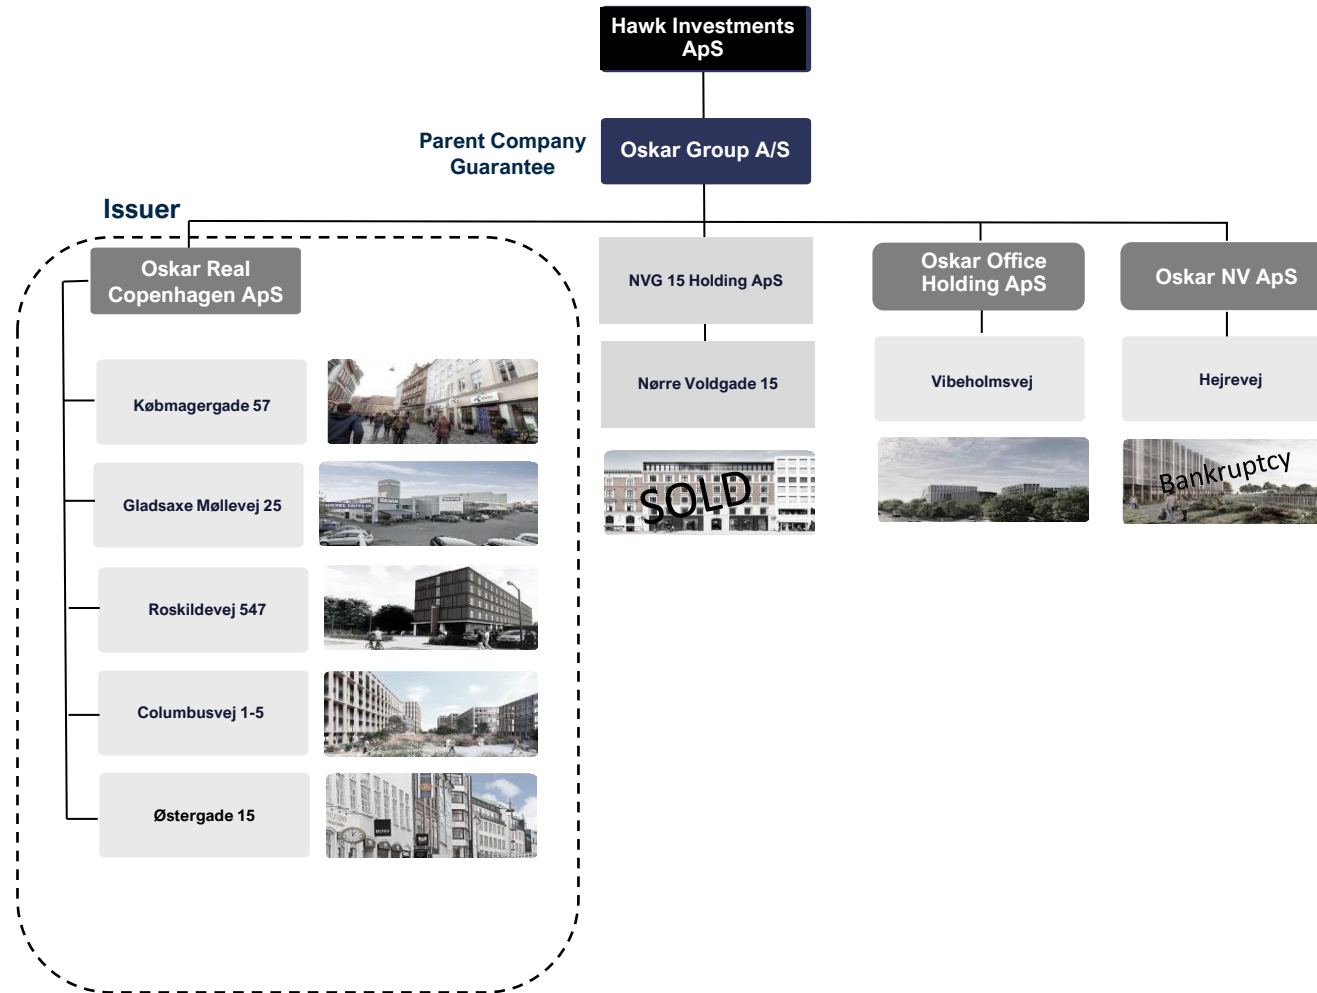 Hawk Investments
ApS
Parent Company
Guarantee
Oskar Group A/S
Issuer
Oskar Real
Copenhagen ApS
NVG 15 Holding ApS
Oskar Office
Holding ApS
Oskar NV ApS
Købmagergade 57
Nørre Voldgade 15
Vibeholmsvej
Hejrevej
SOLD
Bankruptcy
Gladsaxe Møllevej 25
Roskildevej 547
Columbusvej 1-5
Østergade 15